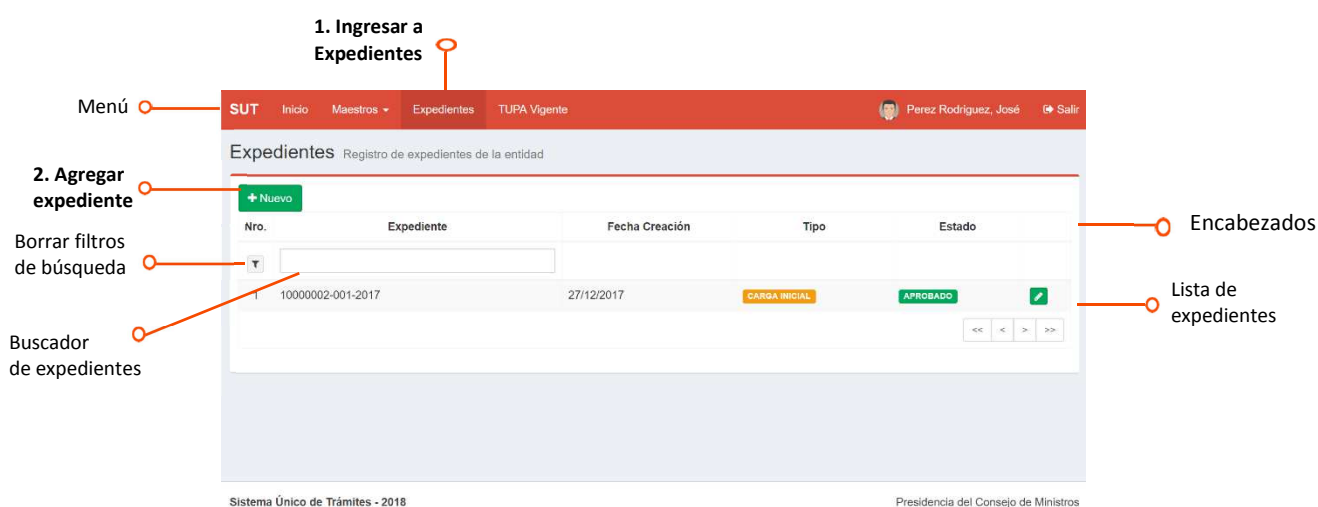 1. Ingresar a
Expedientes
Menú
SUT Inicio Maestros Expedientes TUPA Vigente Perez Rodriguez, José Salir
Expedientes Registro de expedientes de la entidad
2. Agregar
expediente
+ Nuevo
Nro. Expediente Fecha Creación Tipo Estado
Encabezados
Borrar filtros
de búsqueda
1 10000002-001-2017 27/12/2017 CARGA INICIAL APROBADO
Lista de
expedientes
<< < > >>
Buscador
de expedientes
Sistema Único de Trámites - 2018 Presidencia del Consejo de Ministros